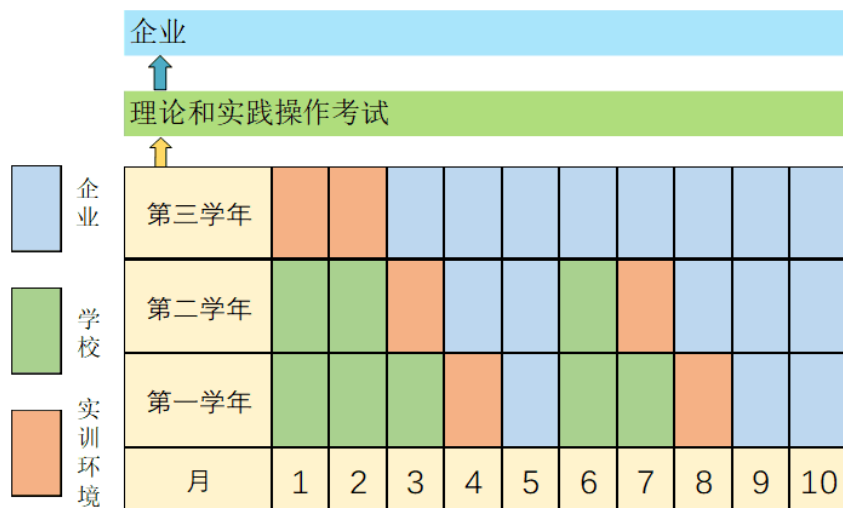 企业
理论和实践操作考试
企业
第三学年
学校
第二学年
实训环境
第一学年
月 1 2 3 4 5 6 7 8 9 10